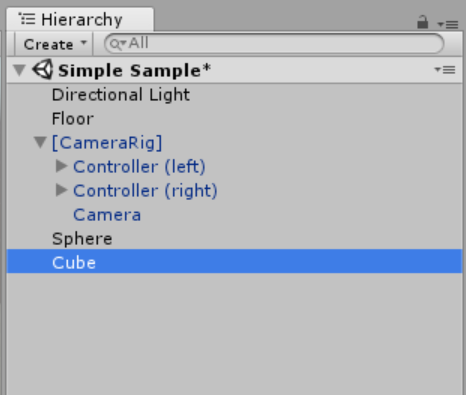 Hierarchy
Create All
Simple Sample*
Directional Light
Floor
[CameraRig]
Controller (left)
Controller (right)
Camera
Sphere
Cube